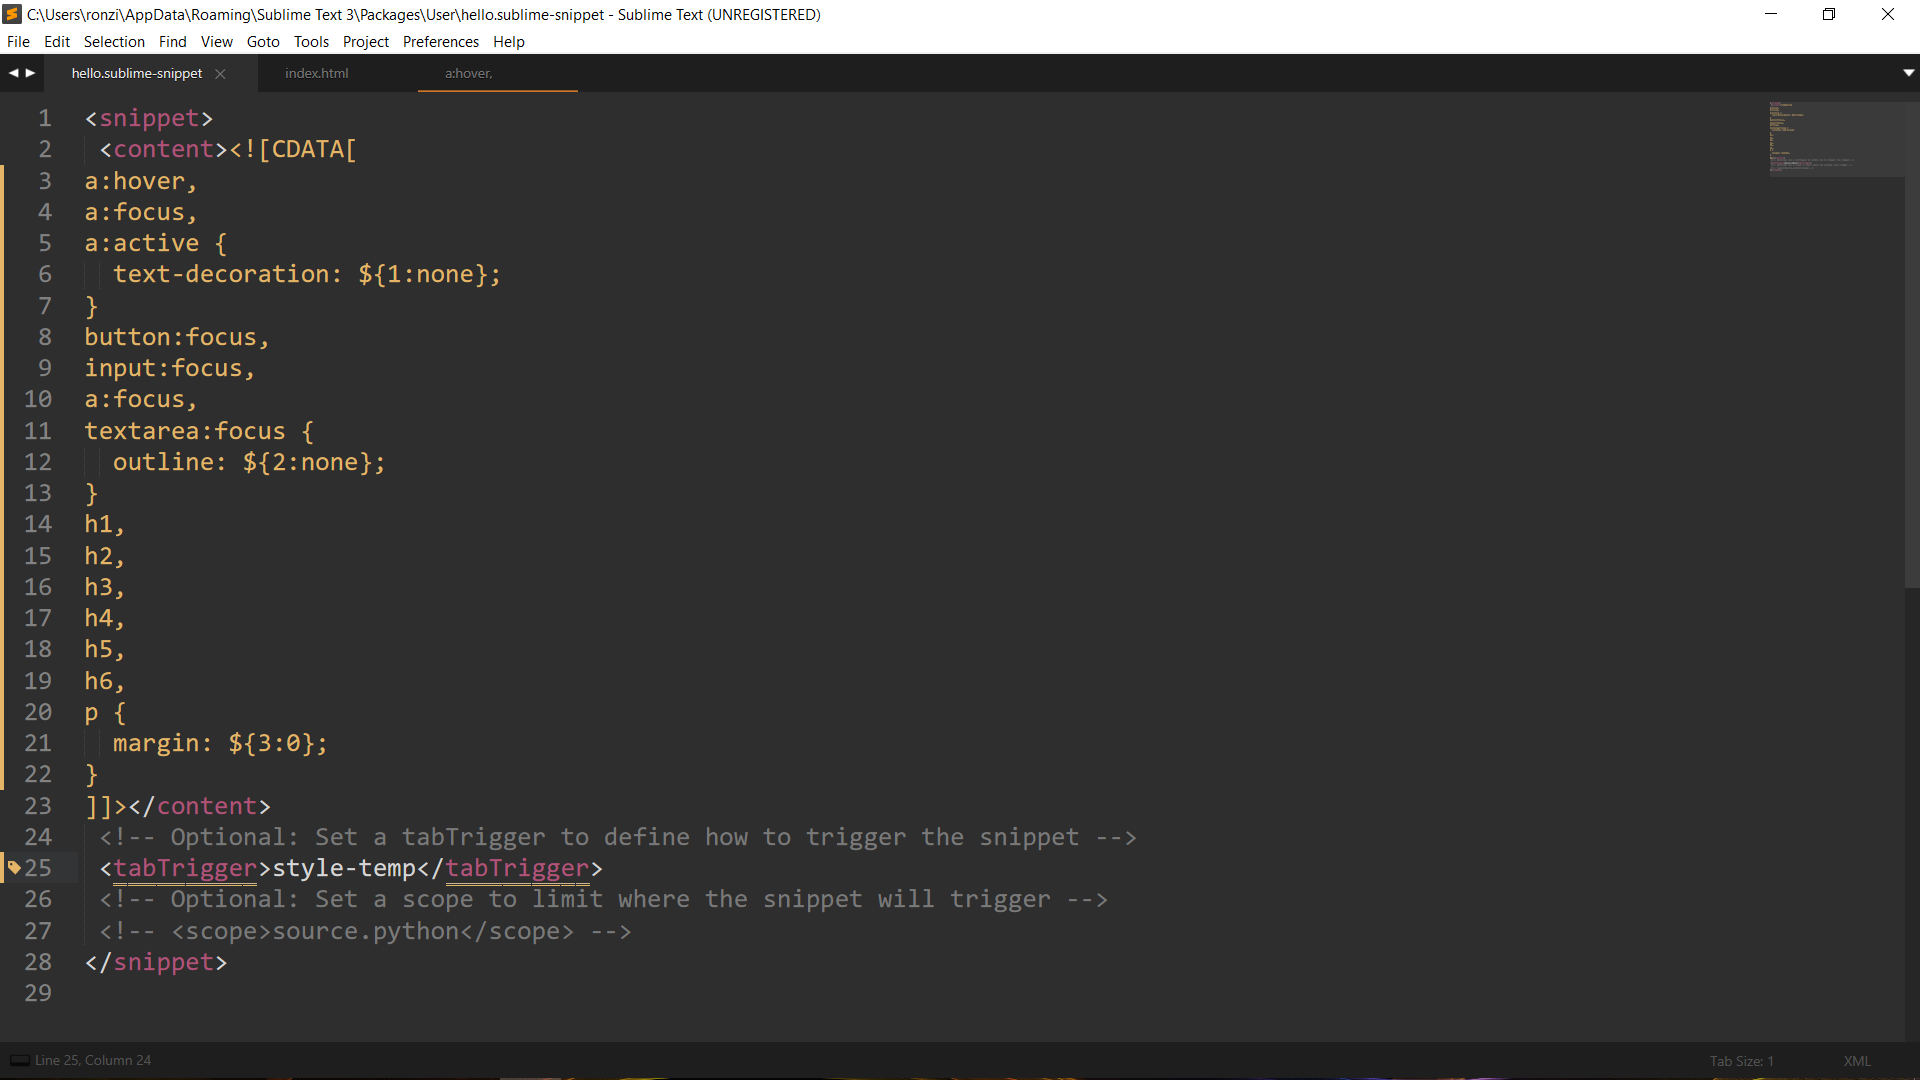 C:\Users\ronzi\AppData\Roaming\Sublime Text 3\Packages\User\hello.sublime-snippet - Sublime Text (UNREGISTERED)
File Edit Selection Find View Goto Tools Project Preferences Help
hello.sublime-snippet index.html a:hover,
1 <snippet>
2 <content><![CDATA[
3 a:hover,
4 a:focus,
5 a:active {
6 text-decoration: ${1:none};
7 }
8 button:focus,
9 input:focus,
10 a:focus,
11 textarea:focus {
12 outline: ${2:none};
13 }
14 h1,
15 h2,
16 h3,
17 h4,
18 h5,
19 h6,
20 p {
21 margin: ${3:0};
22 }
23 ]]></content>
24 <!-- Optional: Set a tabTrigger to define how to trigger the snippet -->
25 <tabTrigger>style-temp</tabTrigger>
26 <!-- Optional: Set a scope to limit where the snippet will trigger -->
27 <!-- <scope>source.python</scope> -->
28 </snippet>
29
Line 25, Column 24 Tab Size: 1 XML